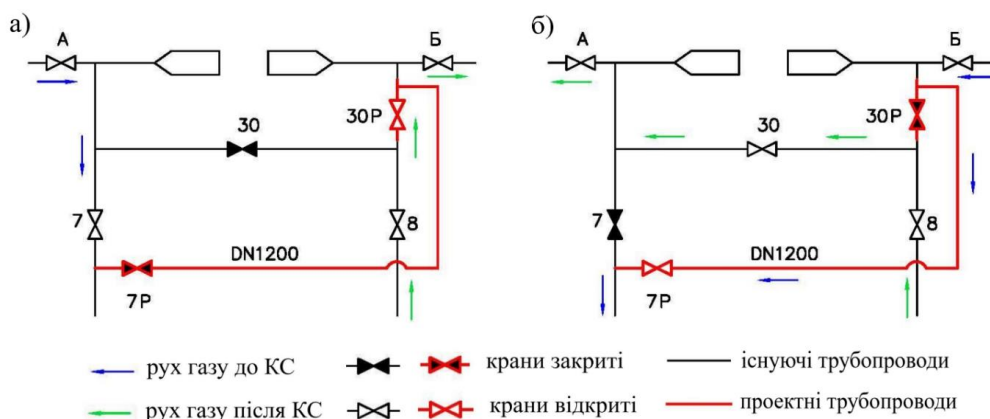 а)
А
Б
30Р
30
7
8
DN1200
7Р
б)
А
Б
30Р
30
7
8
DN1200
7Р
рух газу до КС
крани закриті
існуючі трубопроводи
рух газу після КС
крани відкриті
проектні трубопроводи